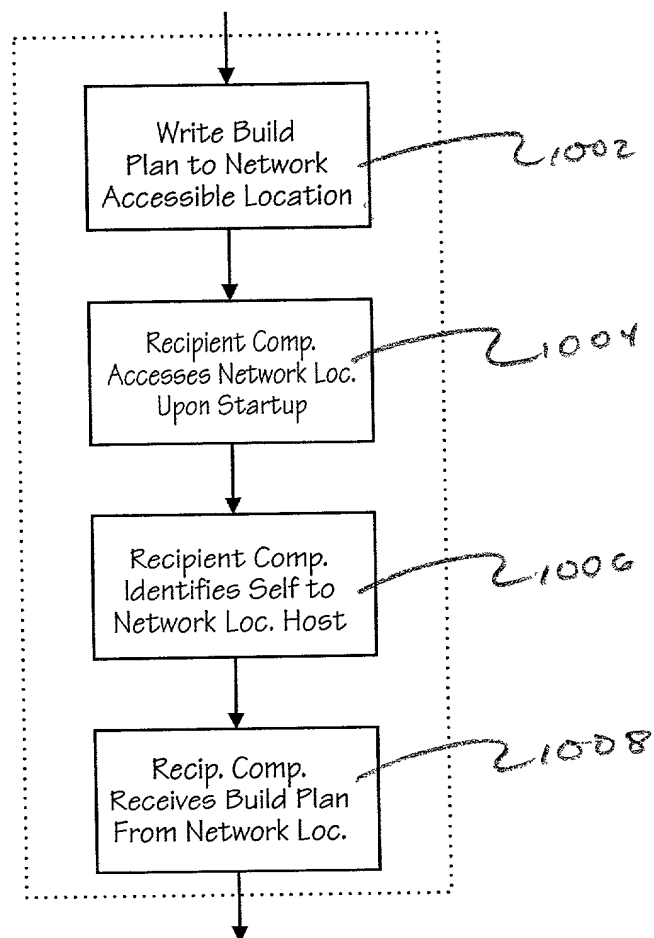 Write Build
Plan to Network
Accessible Location
1002
Recipient Comp.
Accesses Network Loc.
Upon Startup
1004
Recipient Comp.
Identifies Self to
Network Loc. Host
1006
Recip. Comp.
Receives Build Plan
From Network Loc.
1008